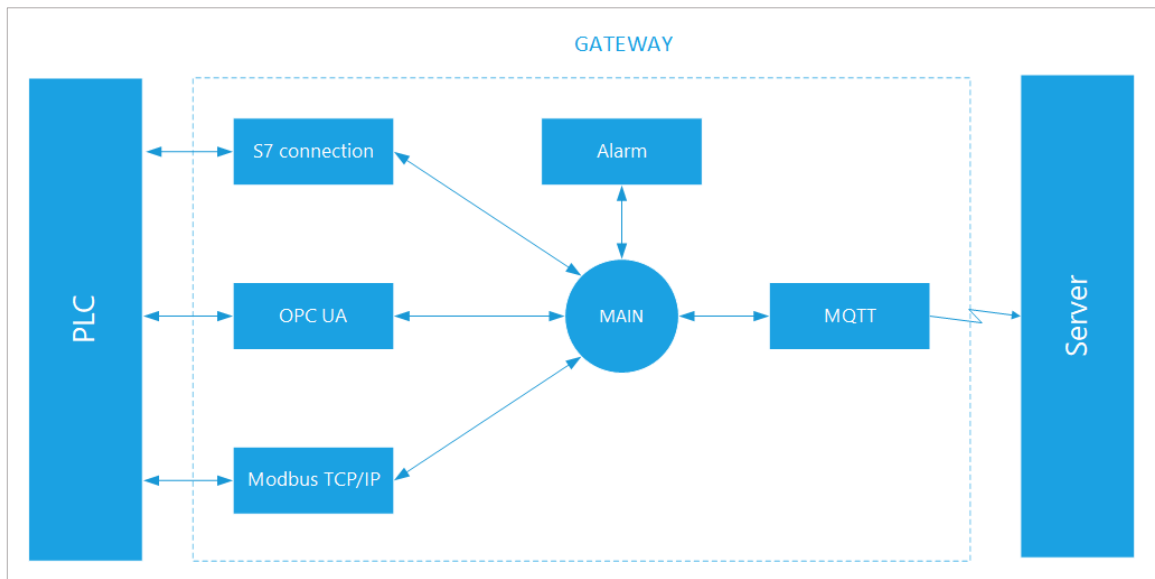 GATEWAY
PLC
S7 connection
Alarm
OPC UA
MAIN
MQTT
Modbus TCP/IP
Server